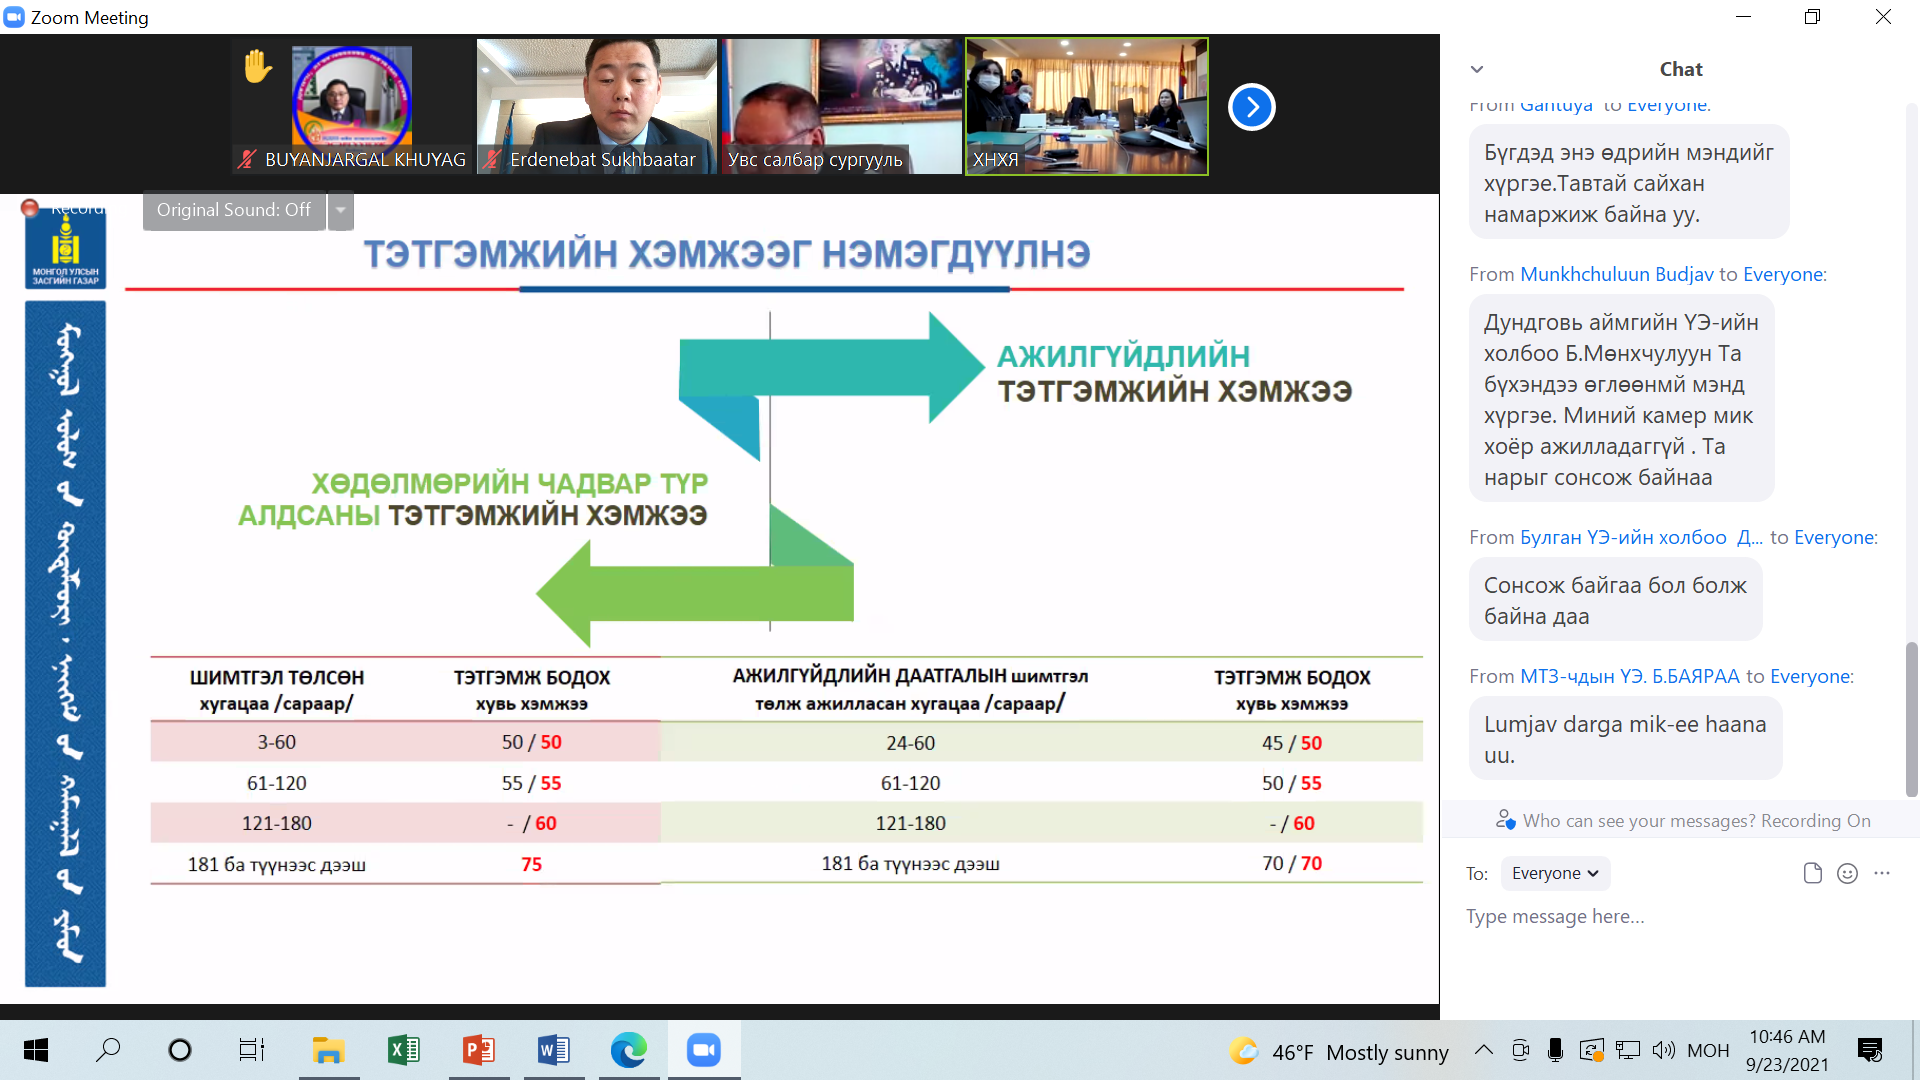 Zoom Meeting
BUYANJARGAL KHUYAG
Erdenebat Sukhbaatar
Увс салбар сургууль
ХНХЯ
Original Sound: Off
МОНГОЛ УЛСЫН
ЗАСГИЙН ГАЗАР
ТЭТГЭМЖИЙН ХЭМЖЭЭГ НЭМЭГДҮҮЛНЭ
АЖИЛГҮЙДЛИЙН
ТЭТГЭМЖИЙН ХЭМЖЭЭ
ХӨДӨЛМӨРИЙН ЧАДВАР ТҮР
АЛДСАНЫ ТЭТГЭМЖИЙН ХЭМЖЭЭ
ШИМТГЭЛ ТӨЛСӨН ТЭТГЭМЖ БОДОХ АЖИЛГҮЙДЛИЙН ДААТГАЛЫН шимтгэл ТЭТГЭМЖ БОДОХ
хугацаа /сараар/ хувь хэмжээ төлж ажилласан хугацаа /сараар/ хувь хэмжээ
3-60 50 / 50 24-60 45 / 50
61-120 55 / 55 61-120 50 / 55
121-180 - / 60 121-180 - / 60
181 ба түүнээс дээш 75 181 ба түүнээс дээш 70 / 70
Chat
From Gantuya to Everyone:
Бүгдэд энэ өдрийн мэндийг
хүргэе.Тавтай сайхан
намаржиж байна уу.
From Munkhchuluun Budjav to Everyone:
Дундговь аймгийн ҮЭ-ийн
холбоо Б.Мөнхчулуун Та
бүхэндээ өглөөнмй мэнд
хүргэе. Миний камер мик
хоёр ажилладаггүй . Та
нарыг сонсож байнаа
From Булган ҮЭ-ийн холбоо Д... to Everyone:
Сонсож байгаа бол болж
байна даа
From МТЗ-чдын ҮЭ. Б.БАЯРАА to Everyone:
Lumjav darga mik-ee haana
uu.
Who can see your messages? Recording On
To: Everyone
Type message here...
46°F Mostly sunny
МОН
10:46 AM
9/23/2021